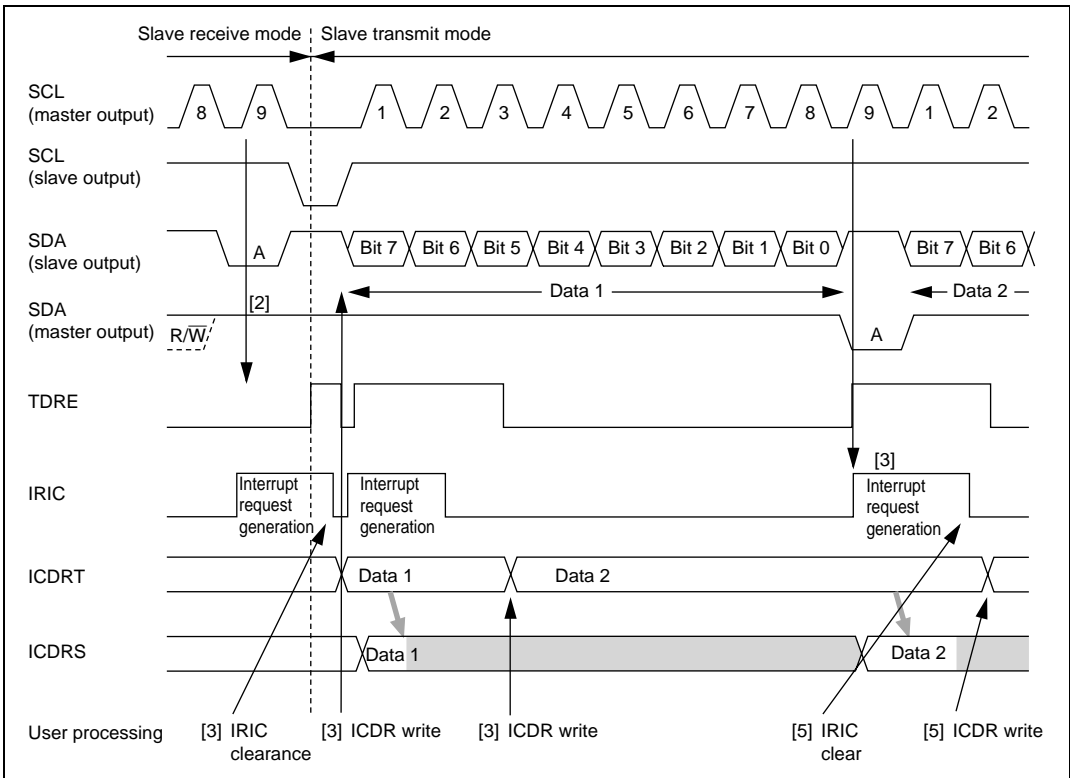 Slave receive mode Slave transmit mode
SCL
(master output)
8 9 1 2 3 4 5 6 7 8 9 1 2
SCL
(slave output)
SDA
(slave output)
A Bit 7 Bit 6 Bit 5 Bit 4 Bit 3 Bit 2 Bit 1 Bit 0 Bit 7 Bit 6
[2] Data 1 Data 2
SDA
(master output)
R/W̅ A
TDRE
[3]
IRIC
Interrupt
request
generation
Interrupt
request
generation
Interrupt
request
generation
ICDRT Data 1 Data 2
ICDRS Data 1 Data 2
User processing
[3] IRIC
clearance
[3] ICDR write
[3] ICDR write
[5] IRIC
clear
[5] ICDR write